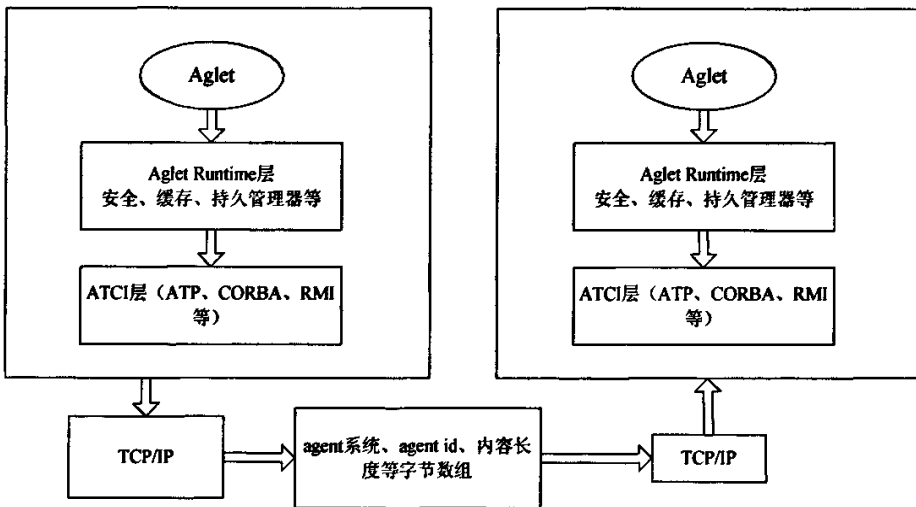 Aglet
Aglet Runtime层
安全、缓存、持久管理器等
ATCI层（ATP、CORBA、RMI
等）
Aglet
Aglet Runtime层
安全、缓存、持久管理器等
ATCI层（ATP、CORBA、RMI
等）
TCP/IP
agent系统、agent id、内容长
度等字节数组
TCP/IP